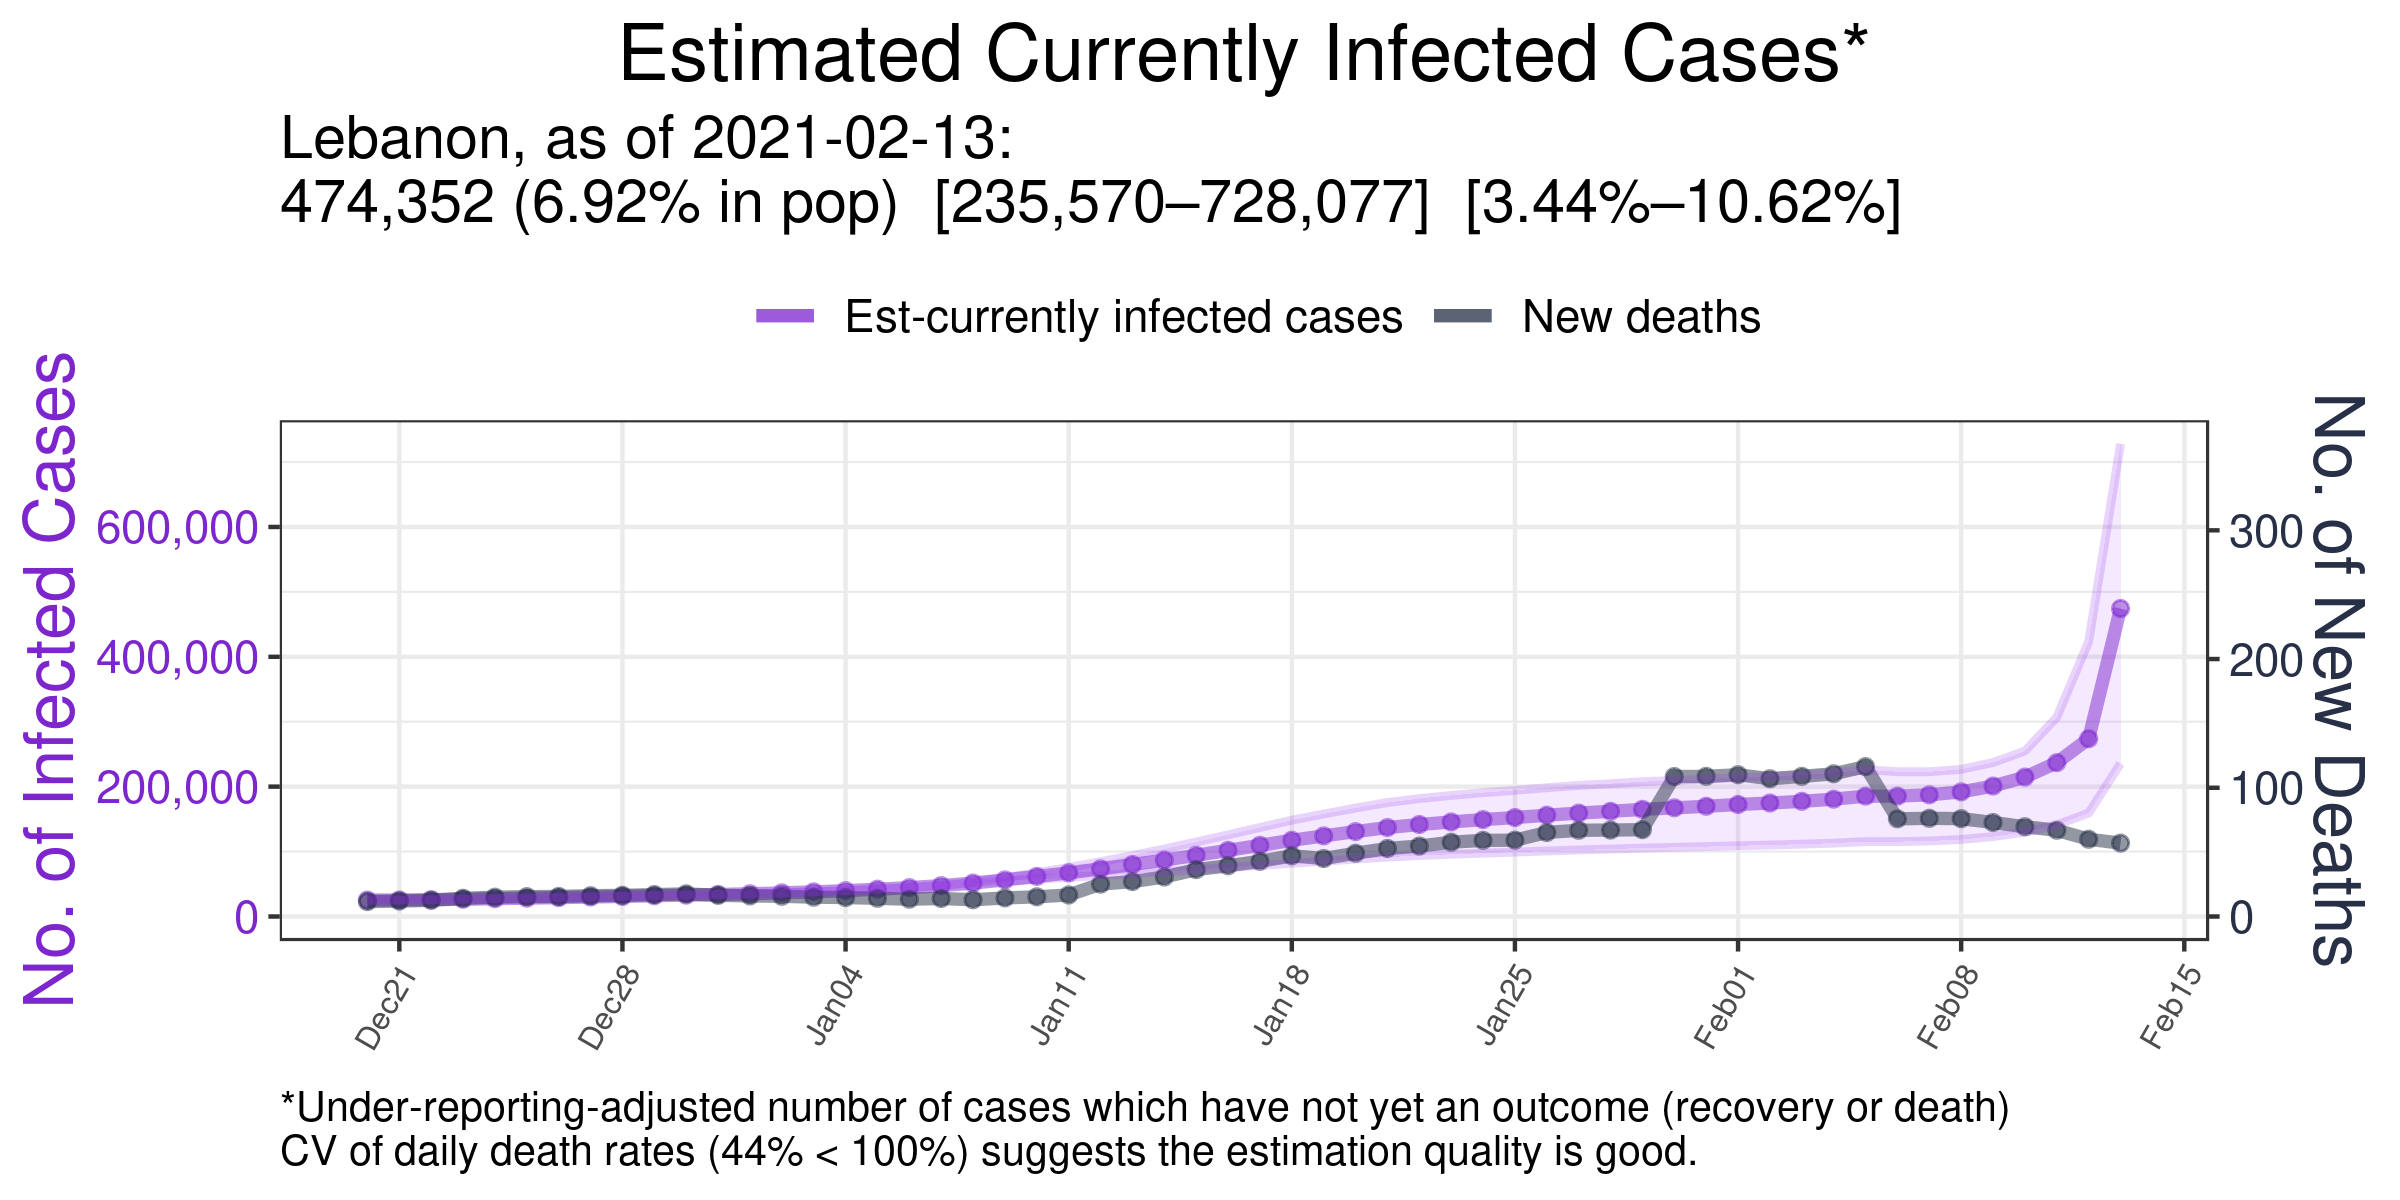 Estimated Currently Infected Cases*
Lebanon, as of 2021-02-13:
474,352 (6.92% in pop)  [235,570–728,077]  [3.44%–10.62%]
Est-currently infected cases
New deaths
No. of Infected Cases
600,000
400,000
200,000
0
300
200
100
0
No. of New Deaths
Dec21
Dec28
Jan04
Jan11
Jan18
Jan25
Feb01
Feb08
Feb15
*Under-reporting-adjusted number of cases which have not yet an outcome (recovery or death)
CV of daily death rates (44% < 100%) suggests the estimation quality is good.